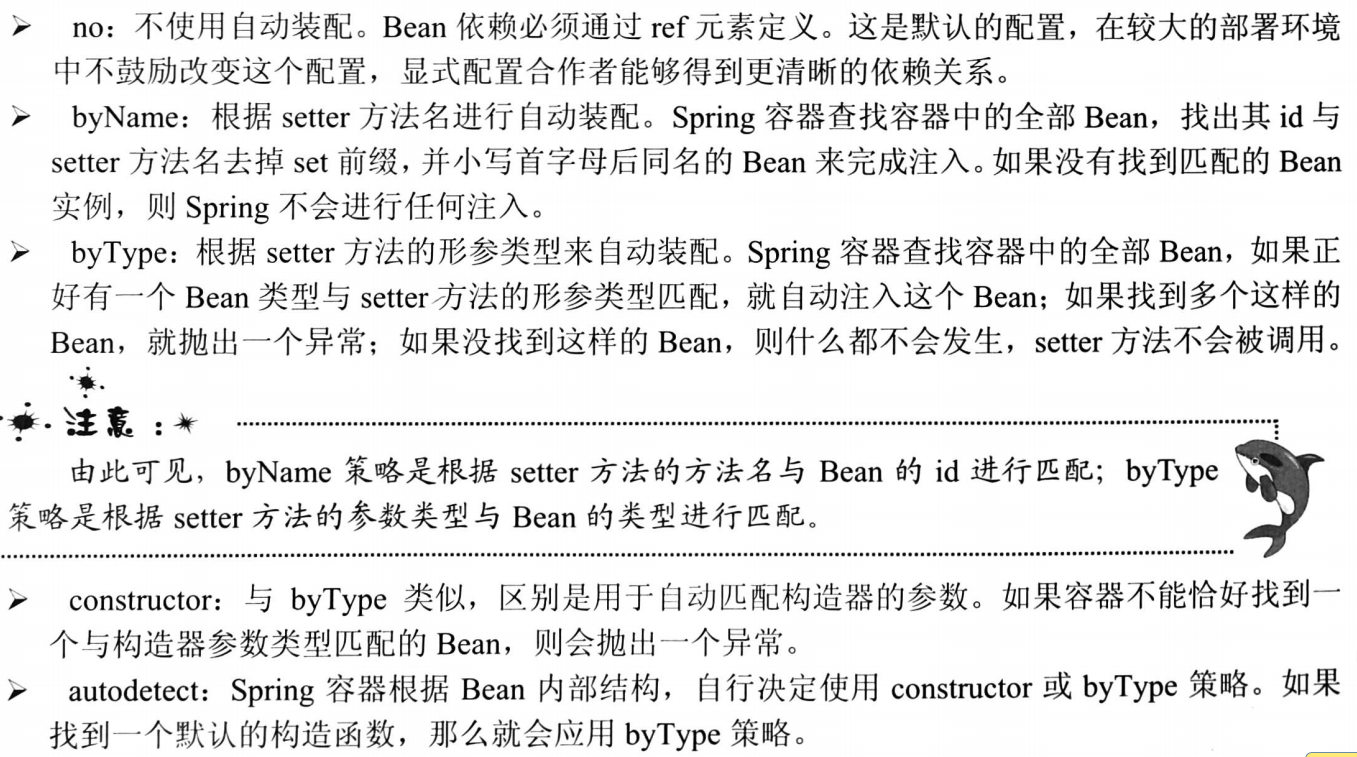 ➢ no：不使用自动装配。Bean 依赖必须通过 ref 元素定义。这是默认的配置，在较大的部署环境
中不鼓励改变这个配置，显式配置合作者能够得到更清晰的依赖关系。
➢ byName：根据 setter 方法名进行自动装配。Spring 容器查找容器中的全部 Bean，找出其 id 与
setter 方法名去掉 set 前缀，并小写首字母后同名的 Bean 来完成注入。如果没有找到匹配的 Bean
实例，则 Spring 不会进行任何注入。
➢ byType：根据 setter 方法的形参类型来自动装配。Spring 容器查找容器中的全部 Bean，如果正
好有一个 Bean 类型与 setter 方法的形参类型匹配，就自动注入这个 Bean；如果找到多个这样的
Bean，就抛出一个异常；如果没找到这样的 Bean，则什么都不会发生，setter 方法不会被调用。
注意：
由此可见，byName 策略是根据 setter 方法的方法名与 Bean 的 id 进行匹配；byType
策略是根据 setter 方法的参数类型与 Bean 的类型进行匹配。
➢ constructor：与 byType 类似，区别是用于自动匹配构造器的参数。如果容器不能恰好找到一
个与构造器参数类型匹配的 Bean，则会抛出一个异常。
➢ autodetect：Spring 容器根据 Bean 内部结构，自行决定使用 constructor 或 byType 策略。如果
找到一个默认的构造函数，那么就会应用 byType 策略。